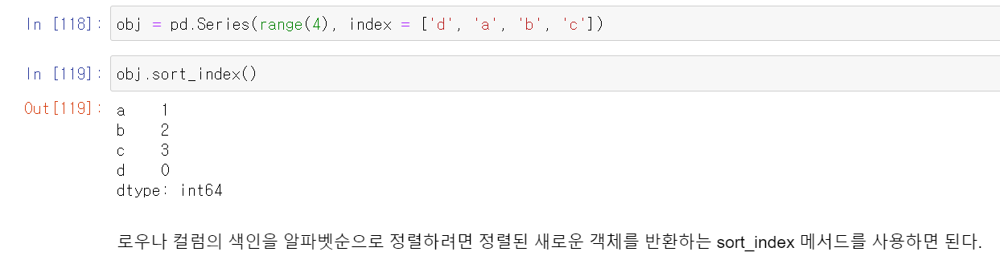 In [118]: obj = pd.Series(range(4), index = ['d', 'a', 'b', 'c'])
In [119]: obj.sort_index()
Out[119]: a    1
b    2
c    3
d    0
dtype: int64
로우나 컬럼의 색인을 알파벳순으로 정렬하려면 정렬된 새로운 객체를 반환하는 sort_index 메서드를 사용하면 된다.